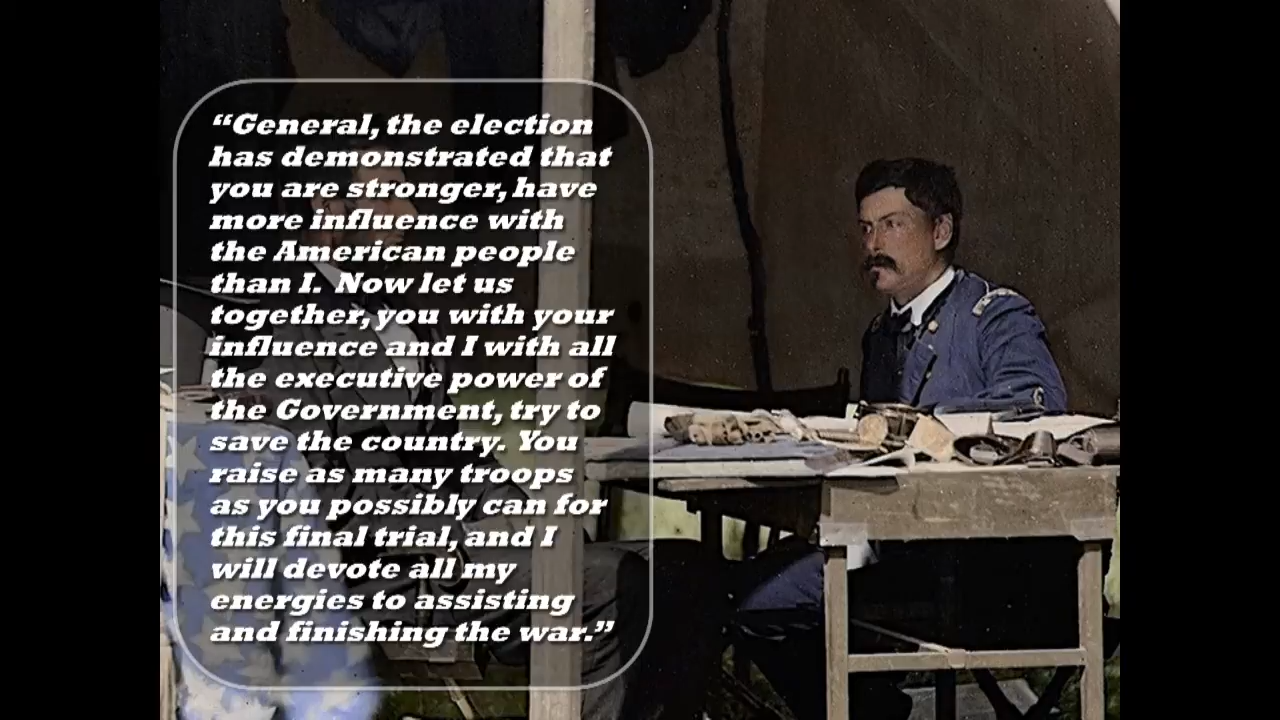 “General, the election
has demonstrated that
you are stronger, have
more influence with
the American people
than I. Now let us
together, you with your
influence and I with all
the executive power of
the Government, try to
save the country. You
raise as many troops
as you possibly can for
this final trial, and I
will devote all my
energies to assisting
and finishing the war.”